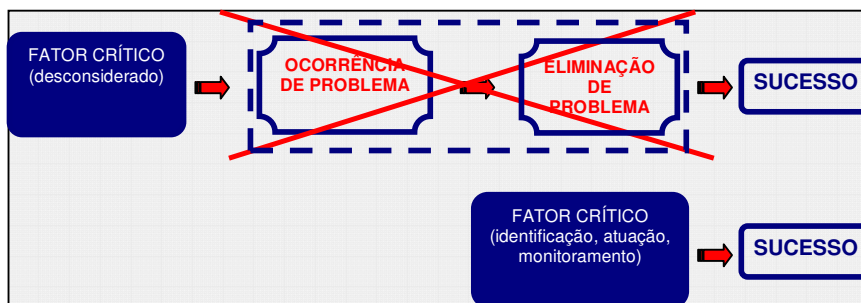 FATOR CRÍTICO
(desconsiderado)
OCORRÊNCIA
DE PROBLEMA
ELIMINAÇÃO
DE
PROBLEMA
SUCESSO
FATOR CRÍTICO
(identificação, atuação,
monitoramento)
SUCESSO